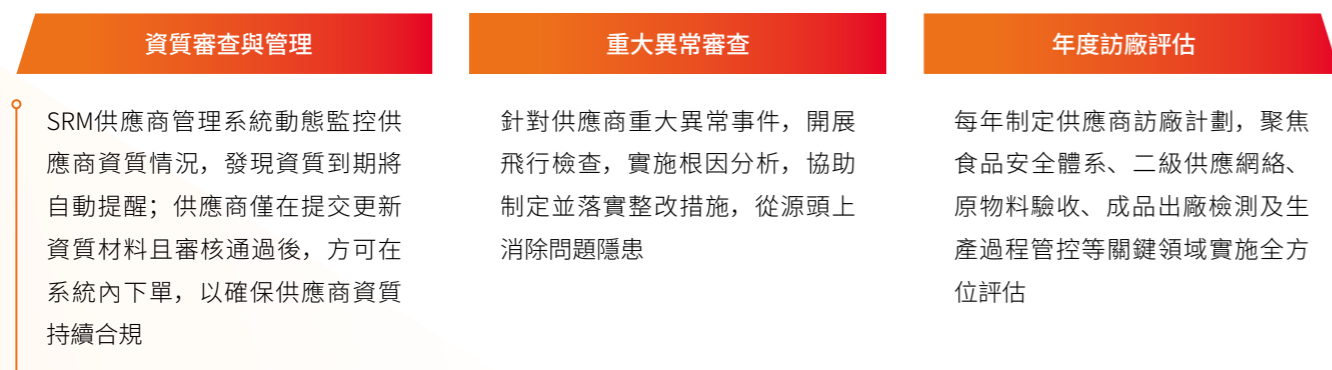 資質審查與管理
SRM供應商管理系統動態監控供
應商資質情況，發現資質到期將
自動提醒；供應商僅在提交更新
資質材料且審核通過後，方可在
系統內下單，以確保供應商資質
持續合規
重大異常審查
針對供應商重大異常事件，開展
飛行檢查，實施根因分析，協助
制定並落實整改措施，從源頭上
消除問題隱患
年度訪廠評估
每年制定供應商訪廠計劃，聚焦
食品安全體系、二級供應網絡、
原物料驗收、成品出廠檢測及生
產過程管控等關鍵領域實施全方
位評估